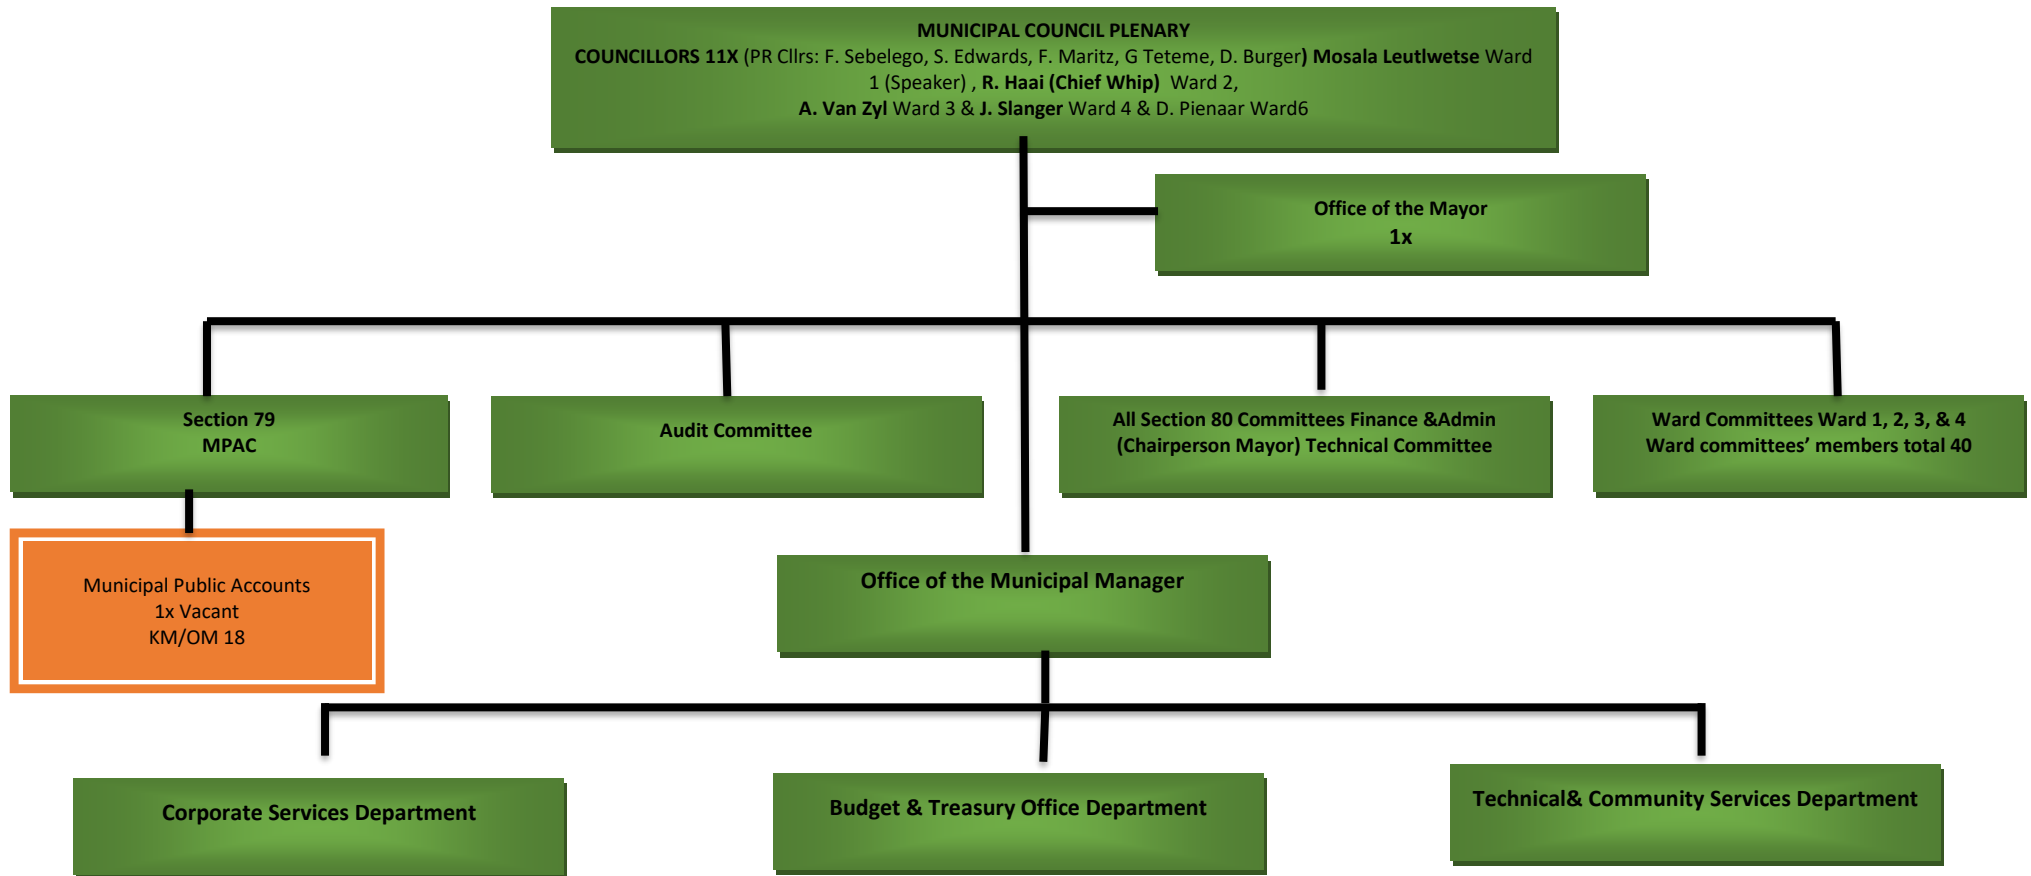 MUNICIPAL COUNCIL PLENARY
COUNCILLORS 11X (PR Cllrs: F. Sebelego, S. Edwards, F. Maritz, G Teteme, D. Burger) Mosala Leutlwetse Ward
1 (Speaker) , R. Haai (Chief Whip) Ward 2,
A. Van Zyl Ward 3 & J. Slanger Ward 4 & D. Pienaar Ward6
Office of the Mayor
1x
Section 79
MPAC
Audit Committee
All Section 80 Committees Finance &Admin
(Chairperson Mayor) Technical Committee
Ward Committees Ward 1, 2, 3, & 4
Ward committees’ members total 40
Municipal Public Accounts
1x Vacant
KM/OM 18
Office of the Municipal Manager
Corporate Services Department
Budget & Treasury Office Department
Technical& Community Services Department